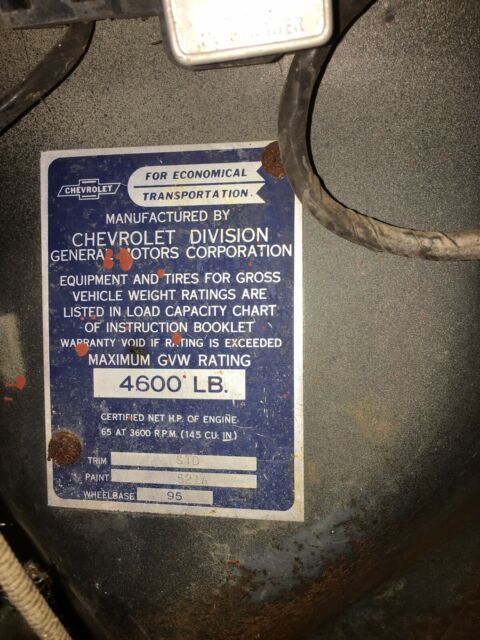 CHEVROLET
FOR ECONOMICAL
TRANSPORTATION
MANUFACTURED BY
CHEVROLET DIVISION
GENERAL MOTORS CORPORATION
EQUIPMENT AND TIRES FOR GROSS
VEHICLE WEIGHT RATINGS ARE
LISTED IN LOAD CAPACITY CHART
OF INSTRUCTION BOOKLET
WARRANTY VOID IF RATING IS EXCEEDED
MAXIMUM GVW RATING
4600 LB.
CERTIFIED NET H.P. OF ENGINE
65 AT 3600 R.P.M. (145 CU. IN)
TRIM STD
PAINT 521A
WHEELBASE 95